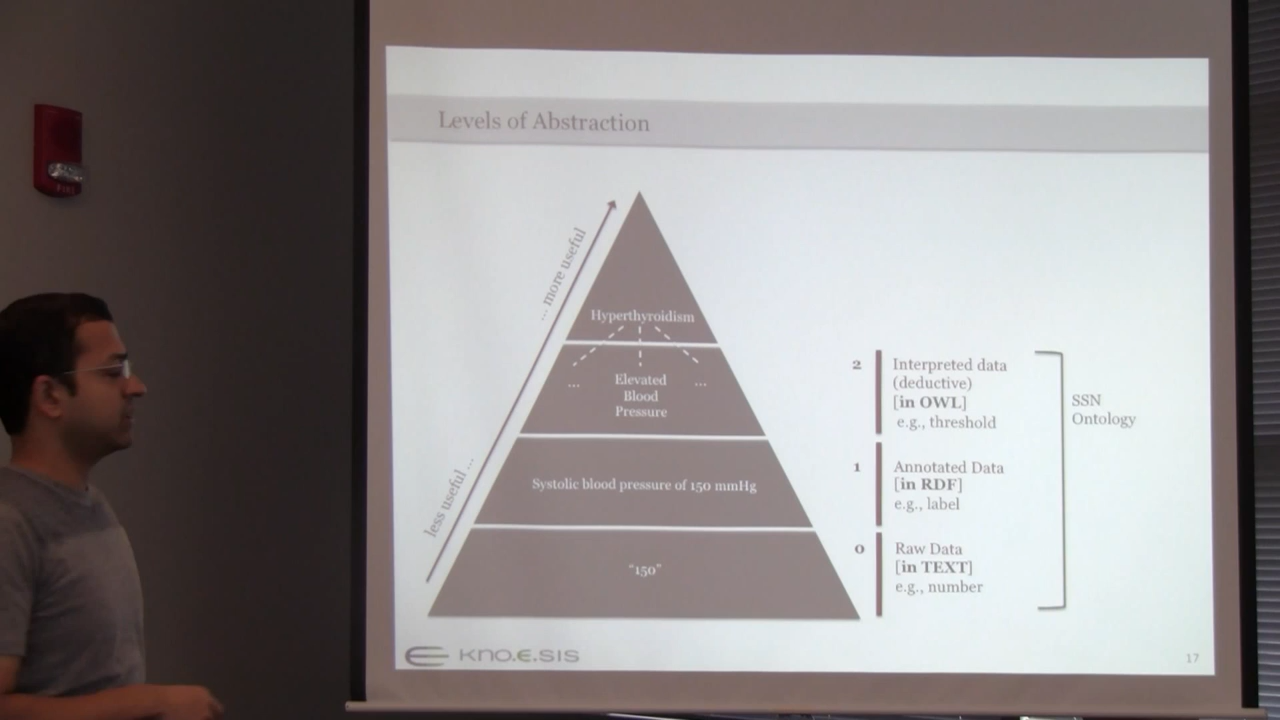 Levels of Abstraction
... more useful
less useful ...
Hyperthyroidism
... Elevated ...
Blood
Pressure
Systolic blood pressure of 150 mmHg
"150"
2 Interpreted data
(deductive)
[in OWL]
e.g., threshold
1 Annotated Data
[in RDF]
e.g., label
0 Raw Data
[in TEXT]
e.g., number
SSN
Ontology
KNO.E.SIS
17
FIRE